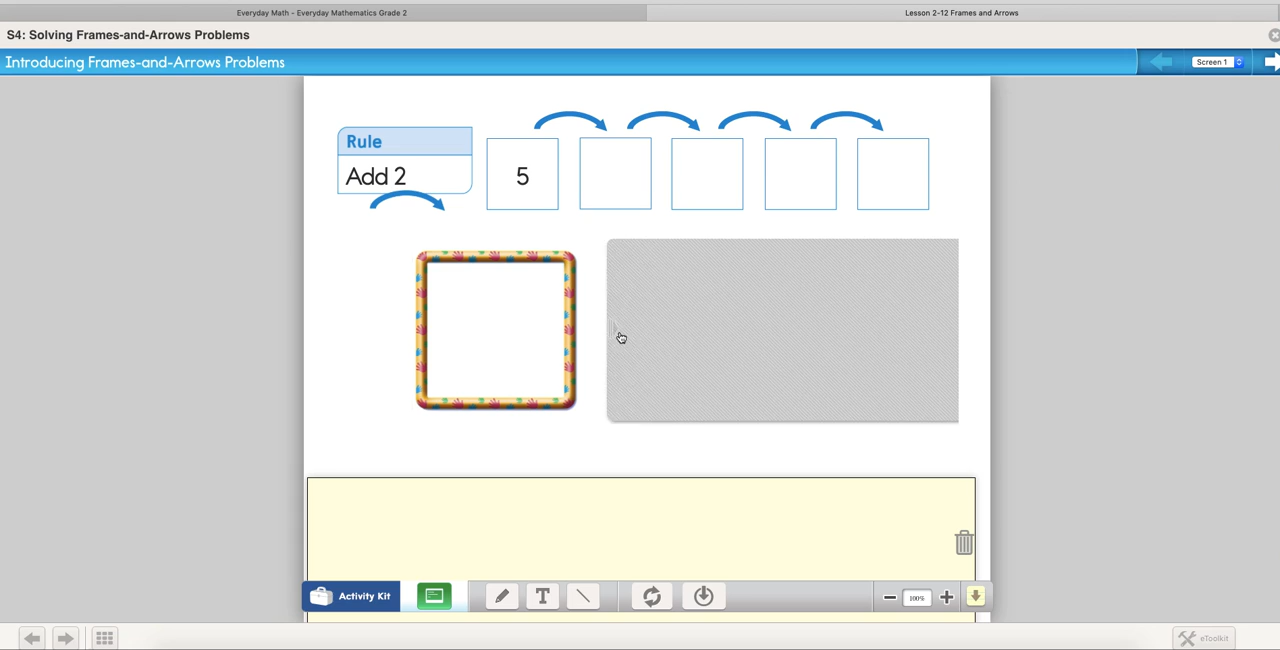 Everyday Math - Everyday Mathematics Grade 2
Lesson 2-12 Frames and Arrows
S4: Solving Frames-and-Arrows Problems
Introducing Frames-and-Arrows Problems
Screen 1
Rule
Add 2
5
Activity Kit
T
100%
eToolkit